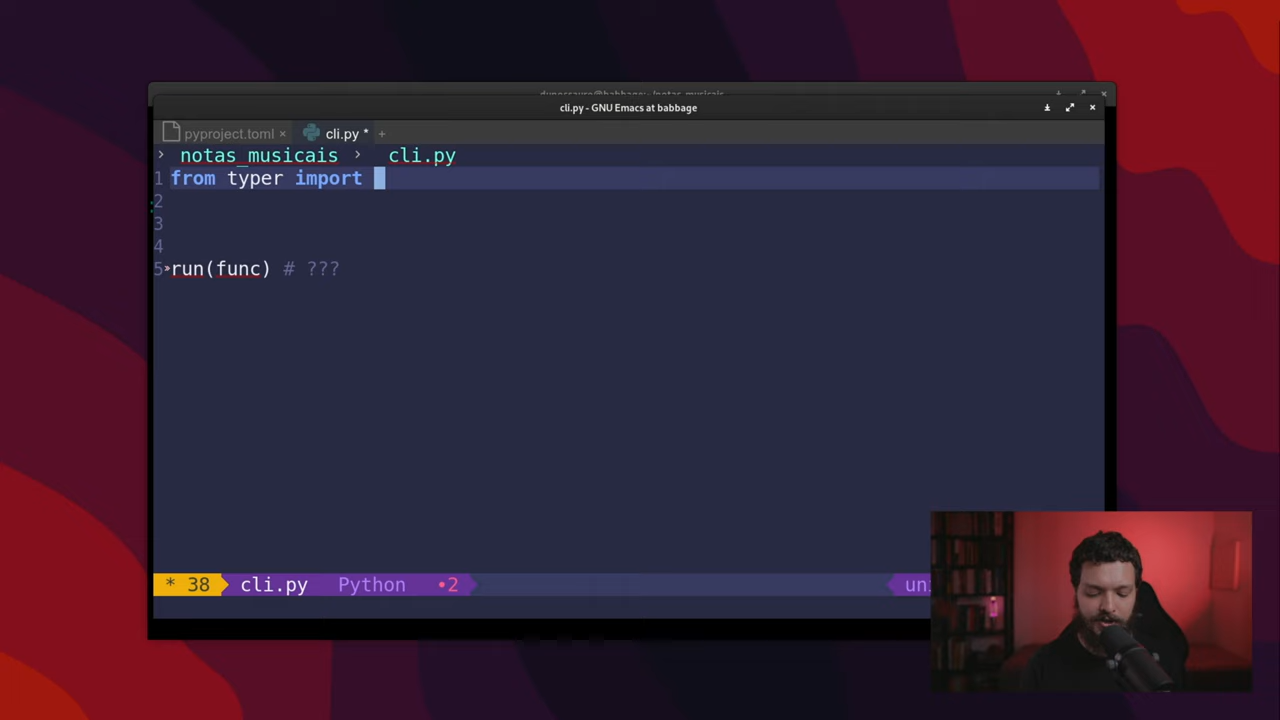 cli.py - GNU Emacs at babbage
pyproject.toml × cli.py * +
› notas_musicais › cli.py
1 from typer import
2
3
4
5 run(func) # ???
* 38 cli.py Python •2